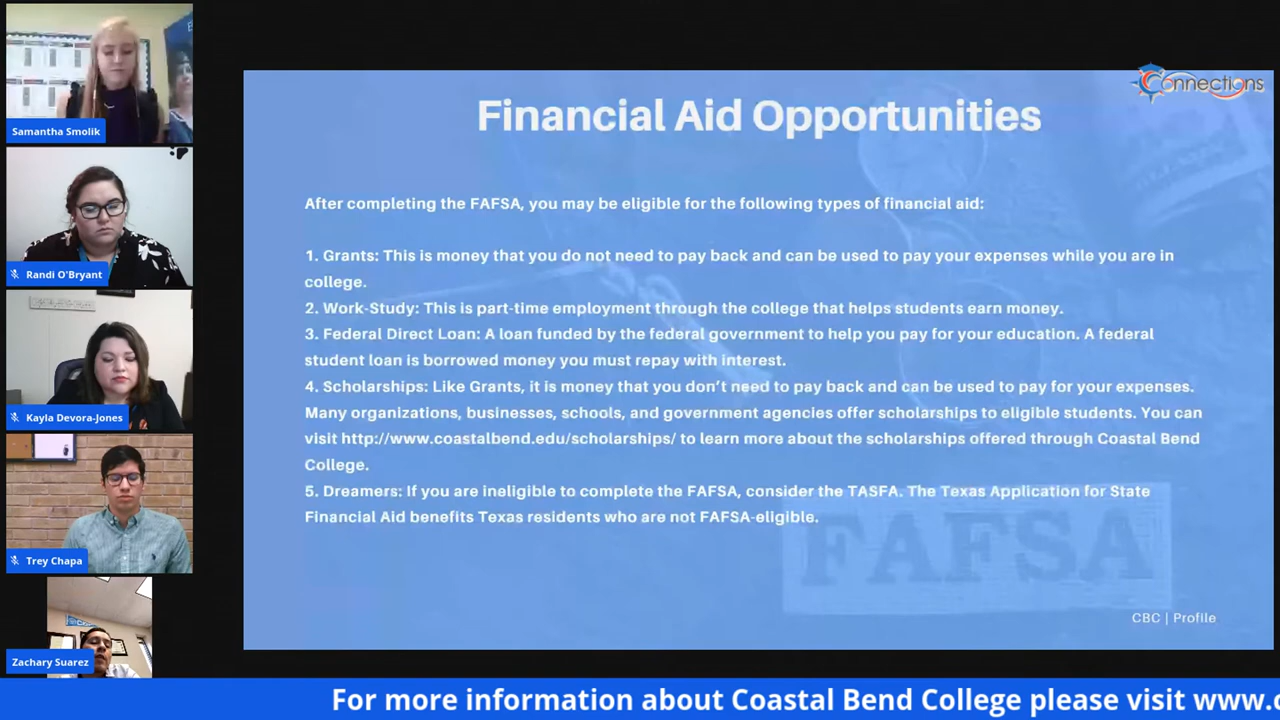 Samantha Smolik
Randi O'Bryant
Kayla Devora-Jones
Trey Chapa
Zachary Suarez
Connections
Financial Aid Opportunities
After completing the FAFSA, you may be eligible for the following types of financial aid:
1. Grants: This is money that you do not need to pay back and can be used to pay your expenses while you are in
college.
2. Work-Study: This is part-time employment through the college that helps students earn money.
3. Federal Direct Loan: A loan funded by the federal government to help you pay for your education. A federal
student loan is borrowed money you must repay with interest.
4. Scholarships: Like Grants, it is money that you don’t need to pay back and can be used to pay for your expenses.
Many organizations, businesses, schools, and government agencies offer scholarships to eligible students. You can
visit http://www.coastalbend.edu/scholarships/ to learn more about the scholarships offered through Coastal Bend
College.
5. Dreamers: If you are ineligible to complete the FAFSA, consider the TASFA. The Texas Application for State
Financial Aid benefits Texas residents who are not FAFSA-eligible.
FAFSA
CBC | Profile
For more information about Coastal Bend College please visit www.